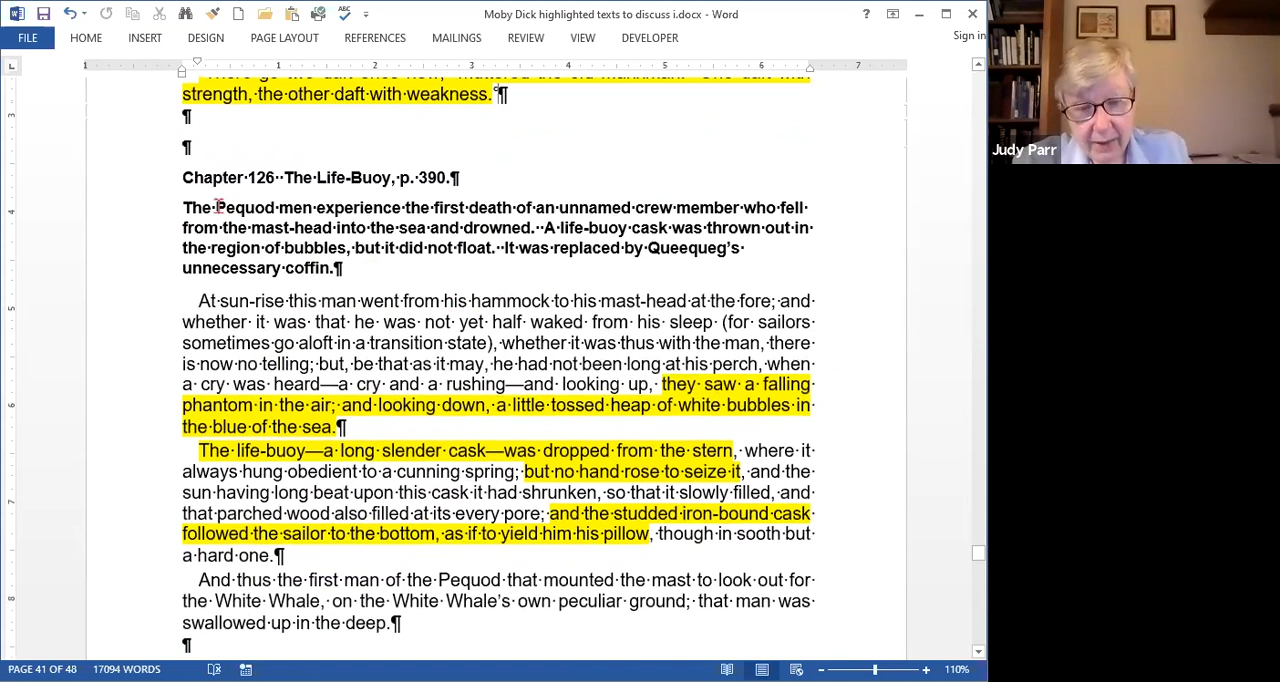 Moby Dick highlighted texts to discuss i.docx - Word
FILE HOME INSERT DESIGN PAGE LAYOUT REFERENCES MAILINGS REVIEW VIEW DEVELOPER Sign in
1 1 2 3 4 5 6 7
strength, the other daft with weakness.
Chapter 126 The Life-Buoy, p. 390.
The Pequod men experience the first death of an unnamed crew member who fell
from the mast-head into the sea and drowned. A life-buoy cask was thrown out in
the region of bubbles, but it did not float. It was replaced by Queequeg's
unnecessary coffin.
At sun-rise this man went from his hammock to his mast-head at the fore; and
whether it was that he was not yet half waked from his sleep (for sailors
sometimes go aloft in a transition state), whether it was thus with the man, there
is now no telling; but, be that as it may, he had not been long at his perch, when
a cry was heard—a cry and a rushing—and looking up, they saw a falling
phantom in the air; and looking down, a little tossed heap of white bubbles in
the blue of the sea.
The life-buoy—a long slender cask—was dropped from the stern, where it
always hung obedient to a cunning spring; but no hand rose to seize it, and the
sun having long beat upon this cask it had shrunken, so that it slowly filled, and
that parched wood also filled at its every pore; and the studded iron-bound cask
followed the sailor to the bottom, as if to yield him his pillow, though in sooth but
a hard one.
And thus the first man of the Pequod that mounted the mast to look out for
the White Whale, on the White Whale's own peculiar ground; that man was
swallowed up in the deep.
PAGE 41 OF 48 17094 WORDS 110%
Judy Parr